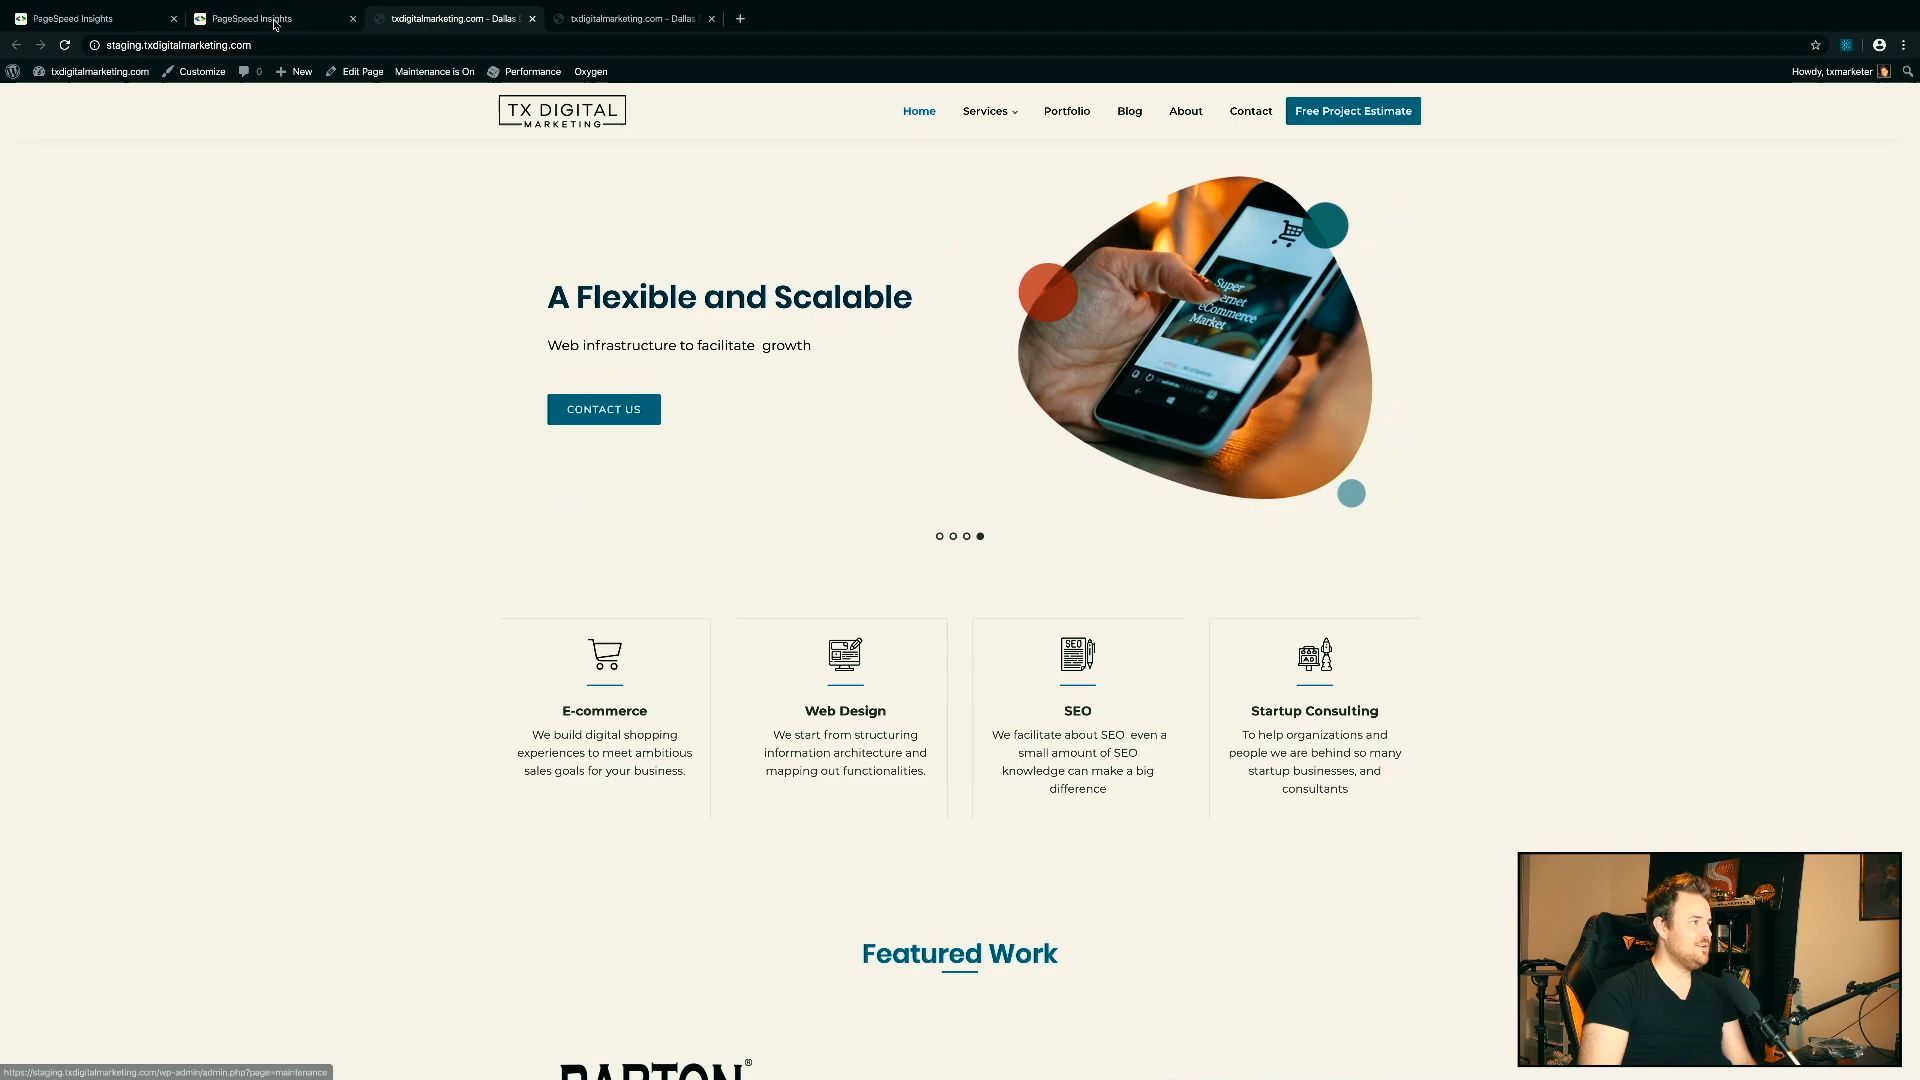 PageSpeed Insights
PageSpeed Insights
txdigitalmarketing.com - Dallas
txdigitalmarketing.com - Dallas
staging.txdigitalmarketing.com
txdigitalmarketing.com
Customize
0
New
Edit Page
Maintenance is On
Performance
Oxygen
Howdy, txmarketer
TX DIGITAL
MARKETING
Home
Services
Portfolio
Blog
About
Contact
Free Project Estimate
A Flexible and Scalable
Web infrastructure to facilitate growth
CONTACT US
Super
eCommerce
Market
E-commerce
We build digital shopping
experiences to meet ambitious
sales goals for your business.
Web Design
We start from structuring
information architecture and
mapping out functionalities.
SEO
SEO
We facilitate about SEO even a
small amount of SEO
knowledge can make a big
difference
AD
Startup Consulting
To help organizations and
people we are behind so many
startup businesses, and
consultants
Featured Work
BARTON®
https://staging.txdigitalmarketing.com/wp-admin/admin.php?page=maintenance